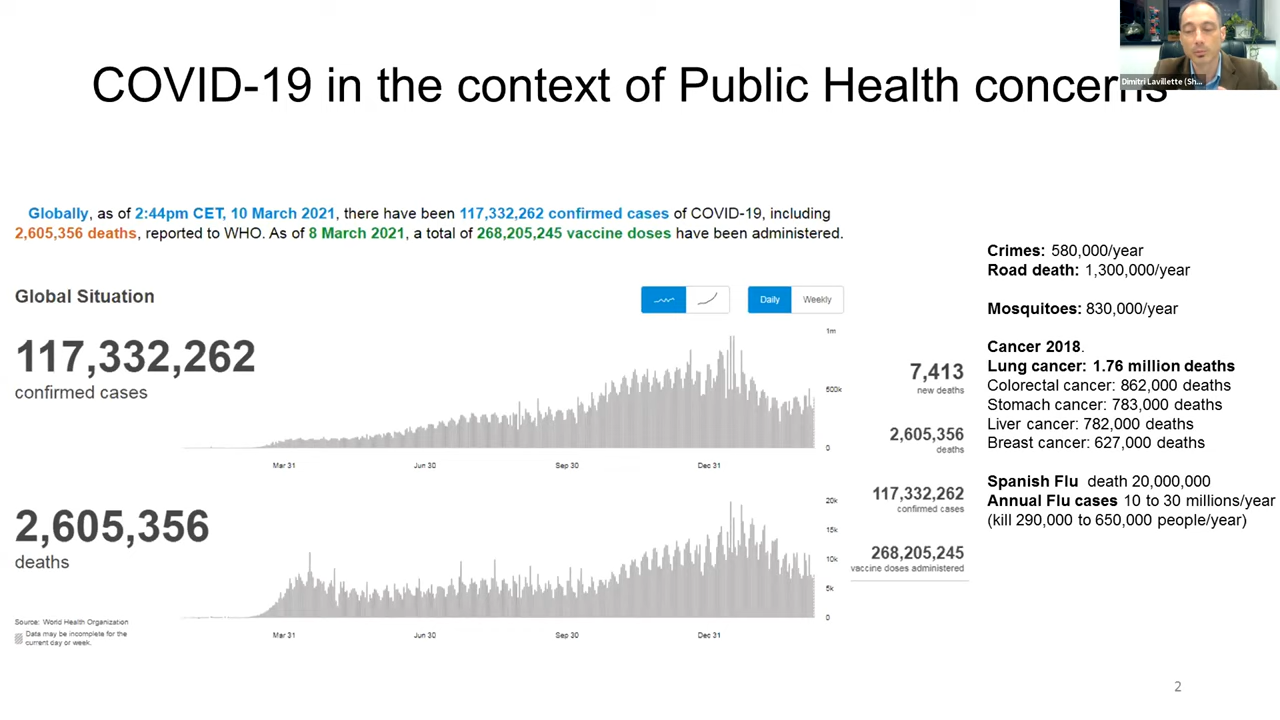 COVID-19 in the context of Public Health concerns
Dimitri Lavillette (Sh...
Globally, as of 2:44pm CET, 10 March 2021, there have been 117,332,262 confirmed cases of COVID-19, including
2,605,356 deaths, reported to WHO. As of 8 March 2021, a total of 268,205,245 vaccine doses have been administered.
Global Situation
Daily
Weekly
117,332,262
confirmed cases
1m
500k
0
Mar 31
Jun 30
Sep 30
Dec 31
2,605,356
deaths
20k
15k
10k
5k
0
Mar 31
Jun 30
Sep 30
Dec 31
Source: World Health Organization
Data may be incomplete for the
current day or week.
7,413
new deaths
2,605,356
deaths
117,332,262
confirmed cases
268,205,245
vaccine doses administered
Crimes: 580,000/year
Road death: 1,300,000/year
Mosquitoes: 830,000/year
Cancer 2018.
Lung cancer: 1.76 million deaths
Colorectal cancer: 862,000 deaths
Stomach cancer: 783,000 deaths
Liver cancer: 782,000 deaths
Breast cancer: 627,000 deaths
Spanish Flu death 20,000,000
Annual Flu cases 10 to 30 millions/year
(kill 290,000 to 650,000 people/year)
2